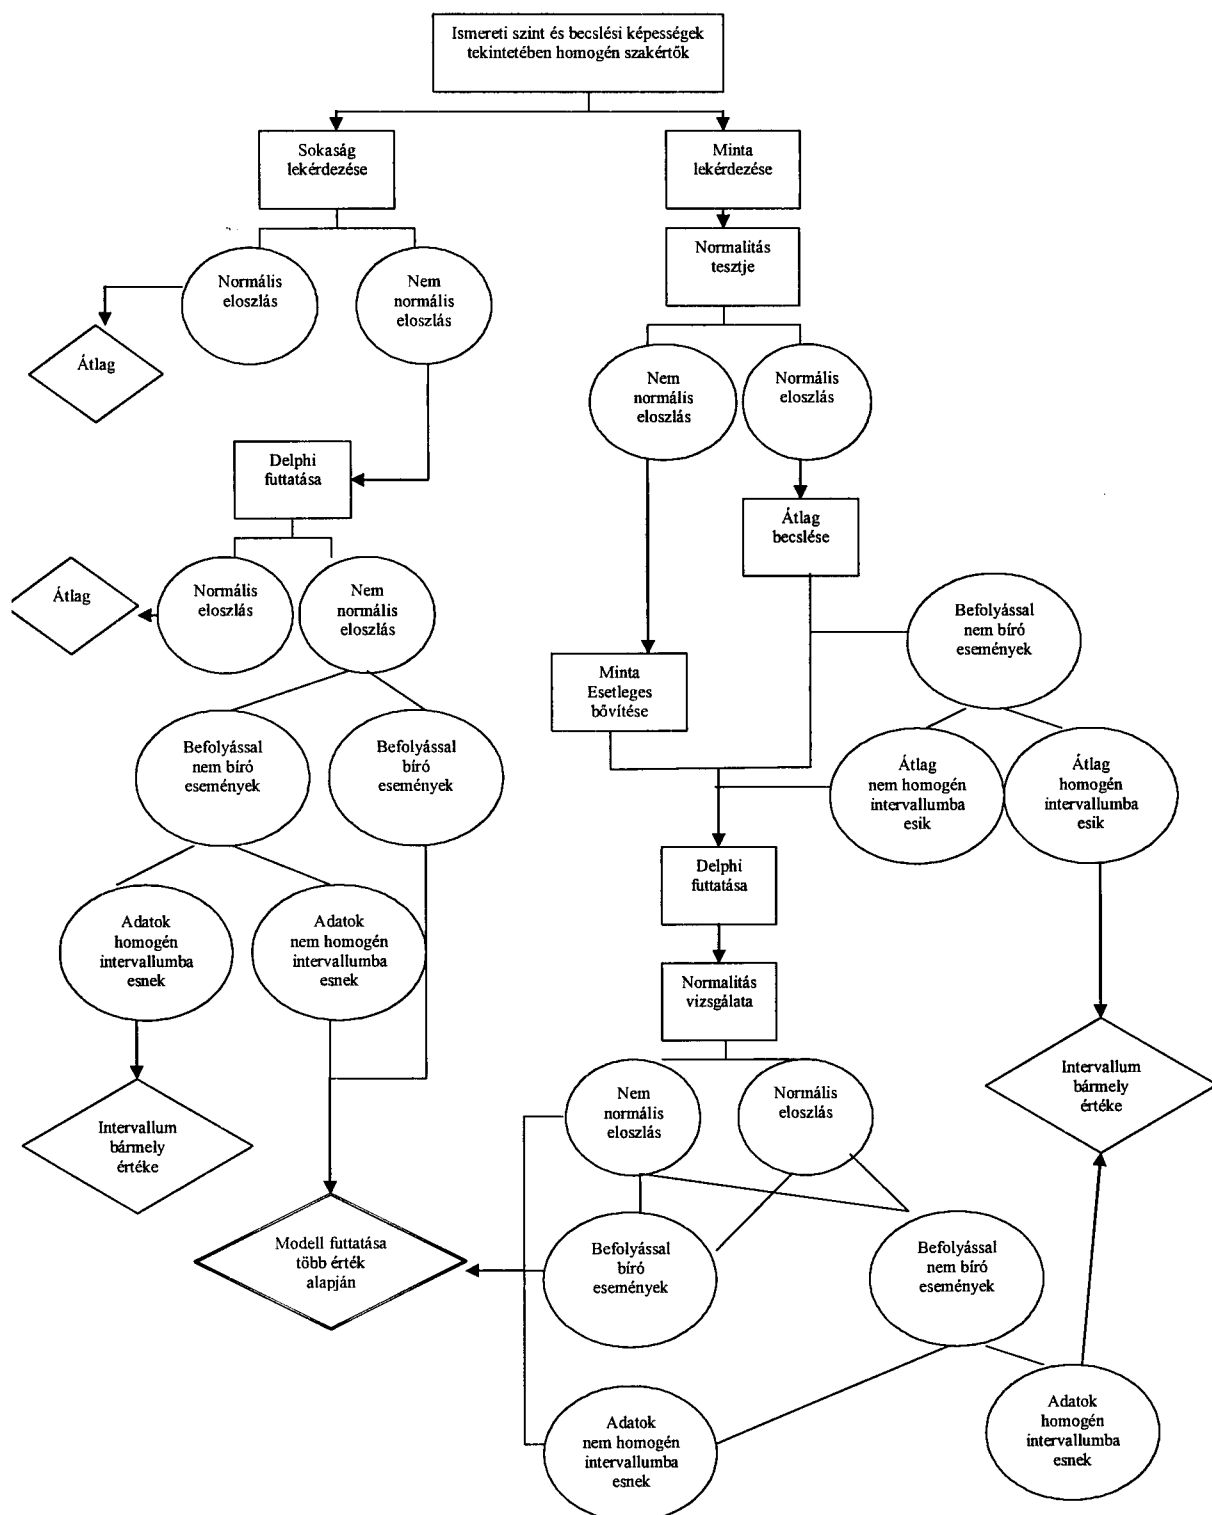 Ismereti szint és becslési képességek
tekintetében homogén szakértők
Sokaság
lekérdezése
Minta
lekérdezése
Normális
eloszlás
Nem
normális
eloszlás
Normalitás
tesztje
Átlag
Nem
normális
eloszlás
Normális
eloszlás
Delphi
futtatása
Átlag
becslése
Átlag
Normális
eloszlás
Nem
normális
eloszlás
Befolyással
nem bíró
események
Minta
Esetleges
bővítése
Befolyással
nem bíró
események
Befolyással
bíró
események
Átlag
nem homogén
intervallumba
esik
Átlag
homogén
intervallumba
esik
Delphi
futtatása
Adatok
homogén
intervallumba
esnek
Adatok
nem homogén
intervallumba
esnek
Normalitás
vizsgálata
Intervallum
bármely
értéke
Nem
normális
eloszlás
Normális
eloszlás
Intervallum
bármely
értéke
Modell futtatása
több érték
alapján
Befolyással
bíró
események
Befolyással
nem bíró
események
Adatok
nem homogén
intervallumba
esnek
Adatok
homogén
intervallumba
esnek